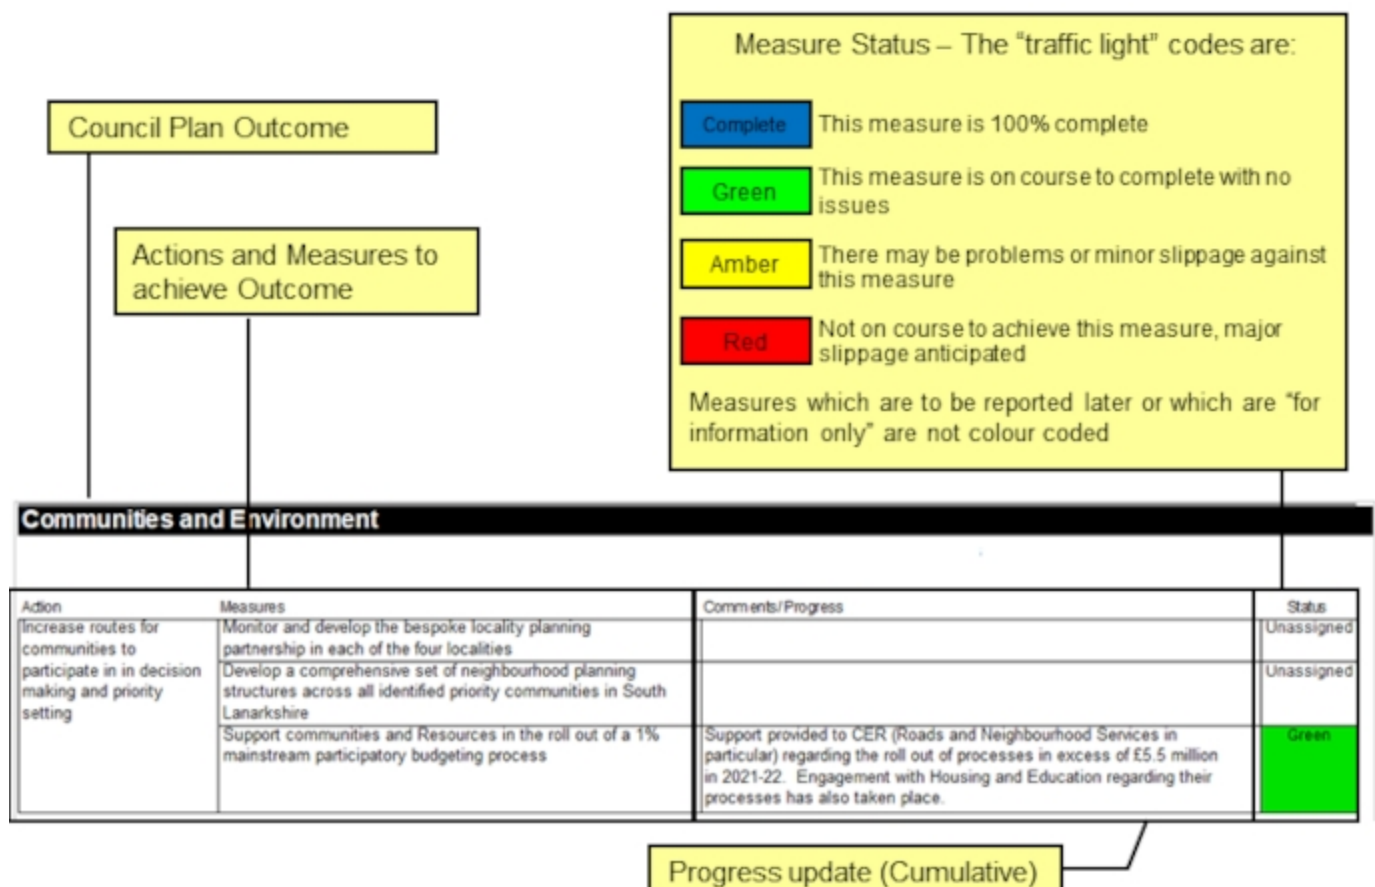 Measure Status – The “traffic light” codes are:
Council Plan Outcome
Complete
This measure is 100% complete
Green
This measure is on course to complete with no
issues
Actions and Measures to
achieve Outcome
Amber
There may be problems or minor slippage against
this measure
Red
Not on course to achieve this measure, major
slippage anticipated
Measures which are to be reported later or which are “for
information only” are not colour coded
Communities and Environment
Action
Measures
Comments/Progress
Status
Increase routes for
communities to
participate in in decision
making and priority
setting
Monitor and develop the bespoke locality planning
partnership in each of the four localities
Unassigned
Develop a comprehensive set of neighbourhood planning
structures across all identified priority communities in South
Lanarkshire
Unassigned
Support communities and Resources in the roll out of a 1%
mainstream participatory budgeting process
Support provided to CER (Roads and Neighbourhood Services in
particular) regarding the roll out of processes in excess of £5.5 million
in 2021-22.  Engagement with Housing and Education regarding their
processes has also taken place.
Green
Progress update (Cumulative)